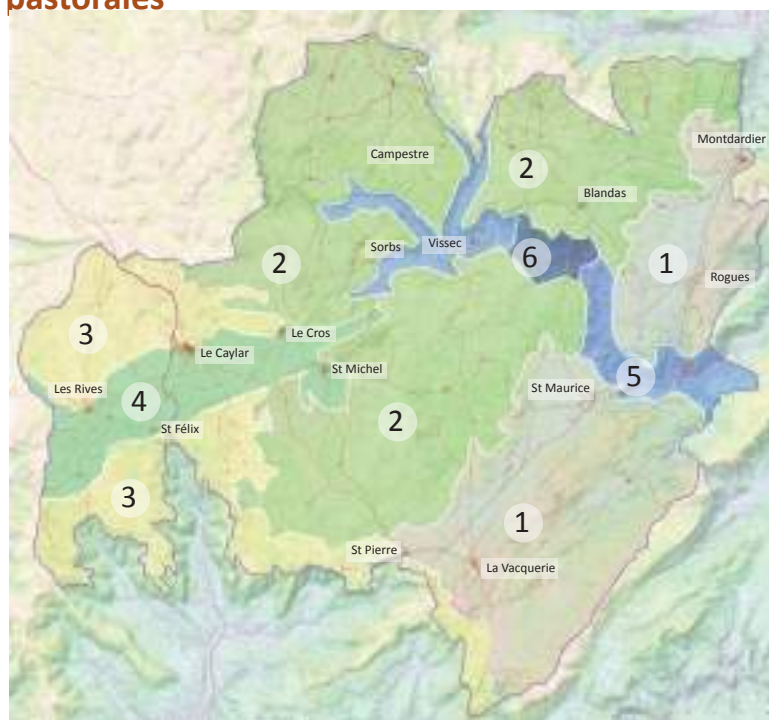 pastorales
Montdardier
Campestre
2
Blandas
Sorbs
Vissec
2
6
1
Rogues
3
Le Cros
Le Caylar
St Michel
Les Rives
4
St Maurice
5
St Félix
2
3
1
St Pierre
La Vacquerie